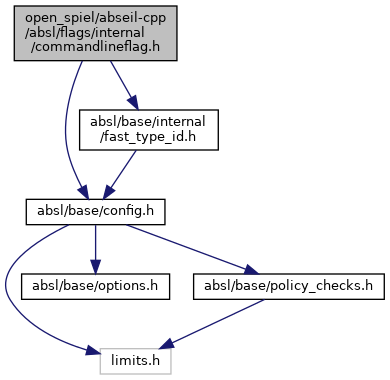 open_spiel/abseil-cpp
/absl/flags/internal
/commandlineflag.h
absl/base/internal
/fast_type_id.h
absl/base/config.h
absl/base/options.h
absl/base/policy_checks.h
limits.h